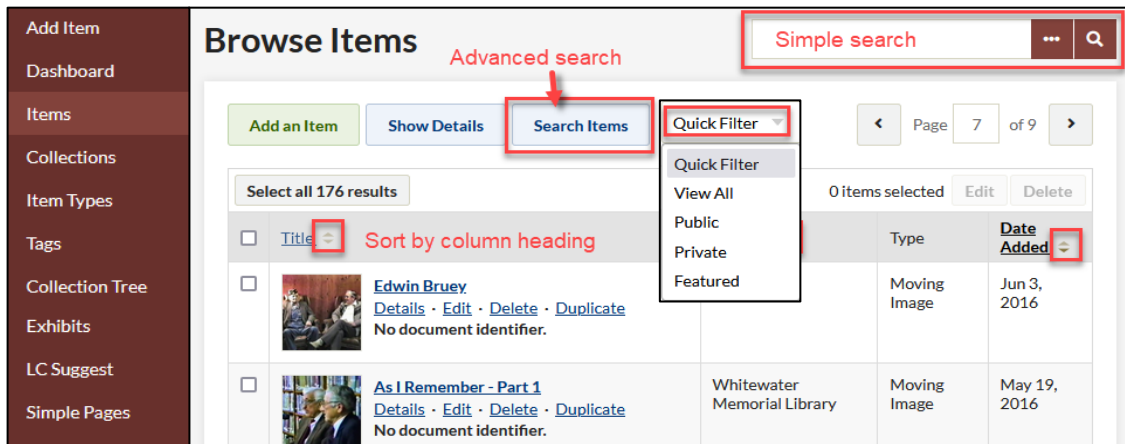 Add Item
Dashboard
Items
Collections
Item Types
Tags
Collection Tree
Exhibits
LC Suggest
Simple Pages
Browse Items
Simple search
Advanced search
Add an Item
Show Details
Search Items
Quick Filter
Page 7 of 9
Quick Filter
View All
Public
Private
Featured
Select all 176 results
0 items selected Edit Delete
Title
Sort by column heading
Type
Date
Added
Edwin Bruey
Details · Edit · Delete · Duplicate
No document identifier.
Moving
Image
Jun 3,
2016
As I Remember - Part 1
Details · Edit · Delete · Duplicate
No document identifier.
Whitewater
Memorial Library
Moving
Image
May 19,
2016